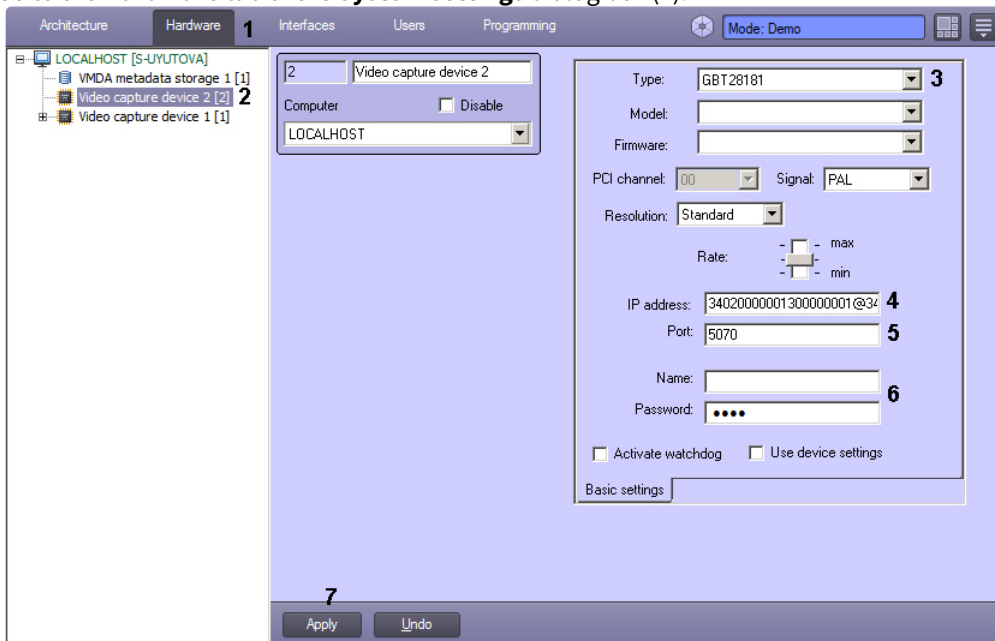 Architecture Hardware 1 Interfaces Users Programming Mode: Demo
LOCALHOST [S-UYUTOVA]
VMDA metadata storage 1 [1]
Video capture device 2 [2] 2
Video capture device 1 [1]
2 Video capture device 2
Computer Disable
LOCALHOST
Type: GBT28181 3
Model:
Firmware:
PCI channel: 00 Signal: PAL
Resolution: Standard
Rate: max
min
IP address: 34020000001300000001@34 4
Port: 5070 5
Name:
6
Password: ••••
Activate watchdog Use device settings
Basic settings
7
Apply Undo